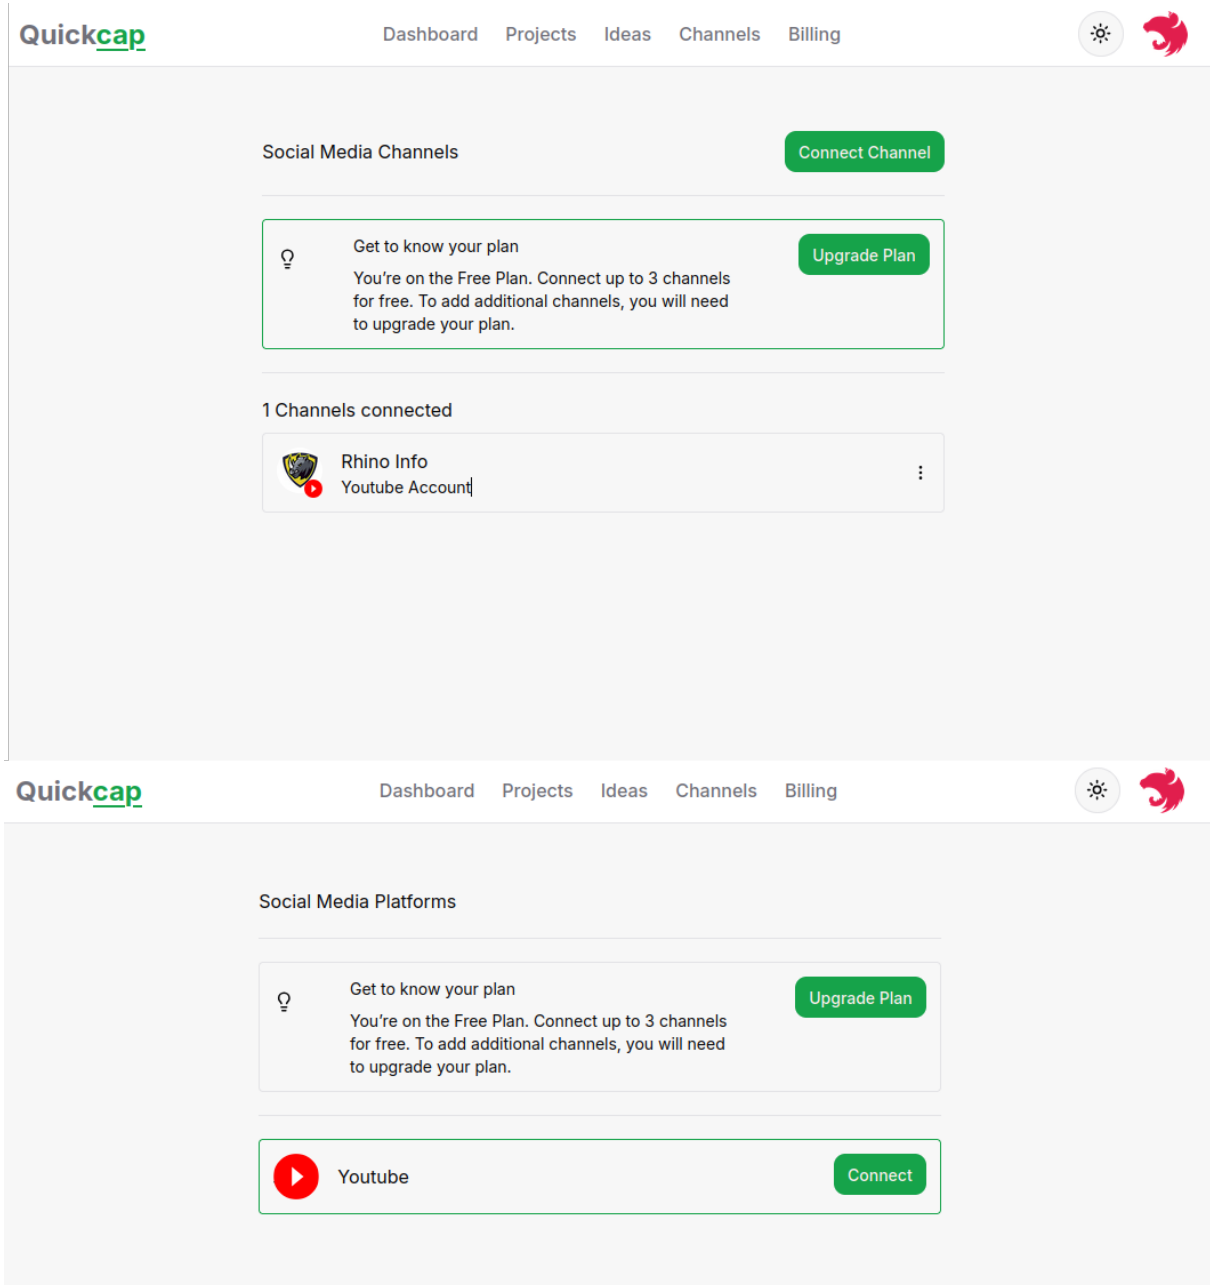 Quickcap Dashboard Projects Ideas Channels Billing
Social Media Channels Connect Channel
Get to know your plan Upgrade Plan
You’re on the Free Plan. Connect up to 3 channels
for free. To add additional channels, you will need
to upgrade your plan.
1 Channels connected
Rhino Info
Youtube Account
Quickcap Dashboard Projects Ideas Channels Billing
Social Media Platforms
Get to know your plan Upgrade Plan
You’re on the Free Plan. Connect up to 3 channels
for free. To add additional channels, you will need
to upgrade your plan.
Youtube Connect